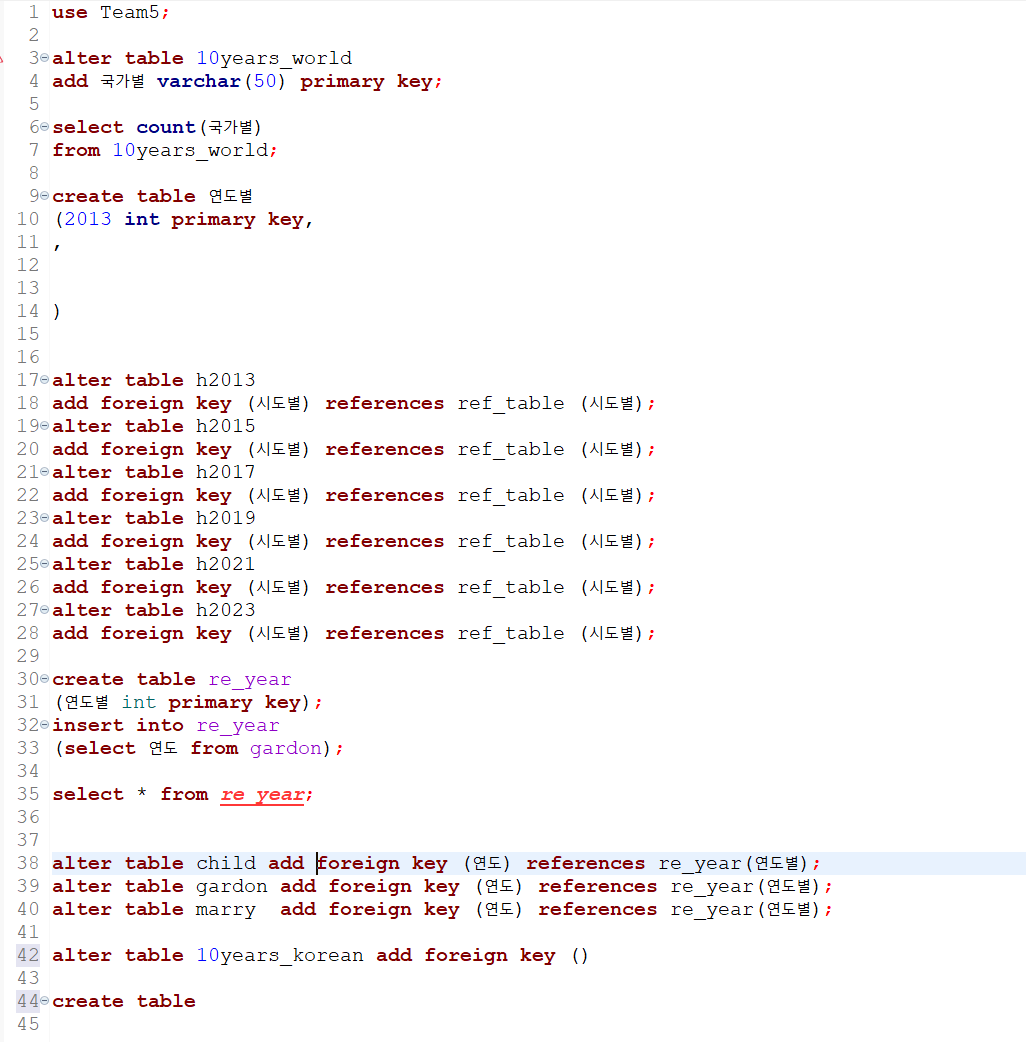 1 use Team5;
2
3 alter table 10years_world
4 add 국가별 varchar(50) primary key;
5
6 select count(국가별)
7 from 10years_world;
8
9 create table 연도별
10 (2013 int primary key,
11 ,
12
13
14 )
15
16
17 alter table h2013
18 add foreign key (시도별) references ref_table (시도별);
19 alter table h2015
20 add foreign key (시도별) references ref_table (시도별);
21 alter table h2017
22 add foreign key (시도별) references ref_table (시도별);
23 alter table h2019
24 add foreign key (시도별) references ref_table (시도별);
25 alter table h2021
26 add foreign key (시도별) references ref_table (시도별);
27 alter table h2023
28 add foreign key (시도별) references ref_table (시도별);
29
30 create table re_year
31 (연도별 int primary key);
32 insert into re_year
33 (select 연도 from gardon);
34
35 select * from re_year;
36
37
38 alter table child add foreign key (연도) references re_year(연도별);
39 alter table gardon add foreign key (연도) references re_year(연도별);
40 alter table marry  add foreign key (연도) references re_year(연도별);
41
42 alter table 10years_korean add foreign key ()
43
44 create table
45